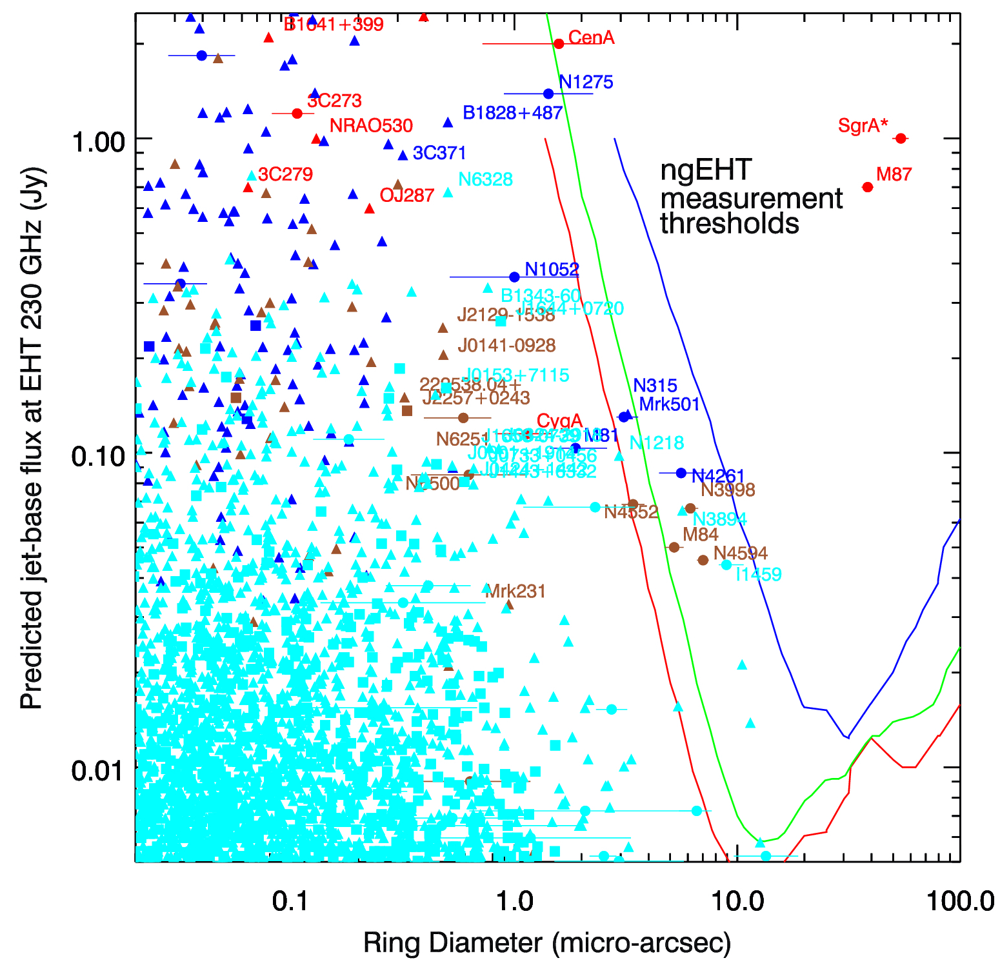 B1641+399
CenA
N1275
3C273
B1828+487
NRAO530
SgrA*
1.00
3C371
ngEHT
3C279
N6328
M87
OJ287
measurement
thresholds
N1052
B1343-60
J1644+0720
J2129-1538
J0141-0928
J0153+7115
222538.04+
N315
J2257+0243
Mrk501
CygA
N6251
M81
N1218
0.10
N4261
N3998
N4552
N3894
M84
N4594
I1459
Mrk231
0.01
0.1
1.0
10.0
100.0
Ring Diameter (micro-arcsec)
Predicted jet-base flux at EHT 230 GHz (Jy)